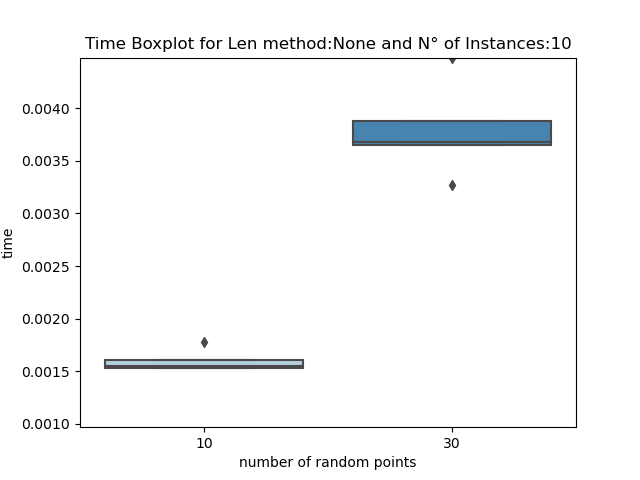 Time Boxplot for Len method:None and N° of Instances:10
0.0040
0.0035
0.0030
0.0025
0.0020
0.0015
0.0010
time
10 30
number of random points